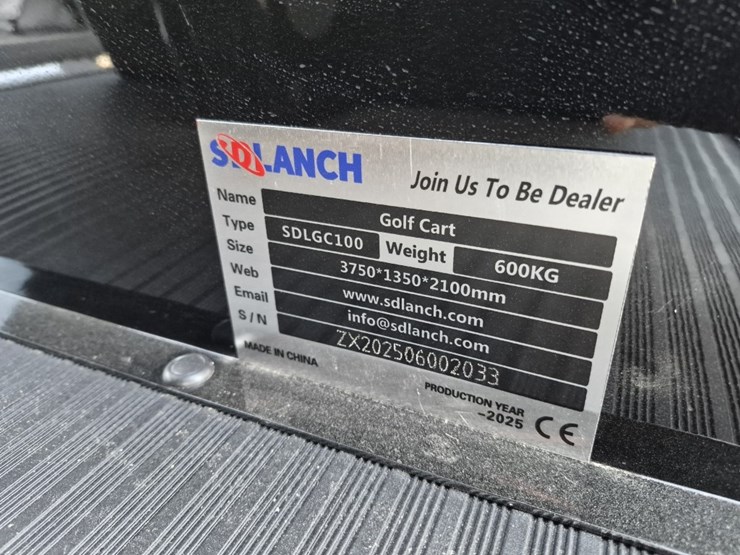 SDLANCH
Join Us To Be Dealer
Name Golf Cart
Type SDLGC100 Weight 600KG
Size 3750*1350*2100mm
Web www.sdlanch.com
Email info@sdlanch.com
S/N ZX202506002033
MADE IN CHINA
PRODUCTION YEAR
-2025
CE